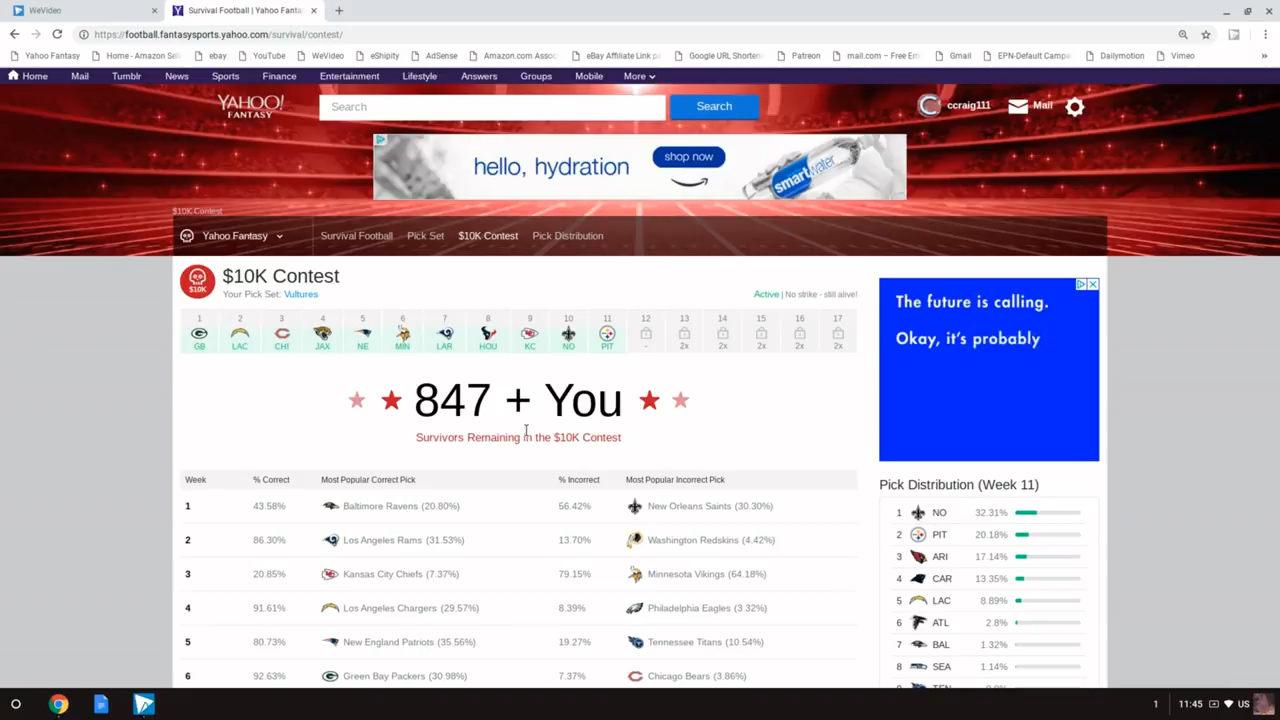 WeVideo
Survival Football | Yahoo Fanta
https://football.fantasysports.yahoo.com/survival/contest/
Yahoo Fantasy
Home - Amazon Sel
ebay
YouTube
WeVideo
eShipity
AdSense
Amazon.com Assoc
eBay Affiliate Link pa
Google URL Shortene
Patreon
mail.com – Free Em
Gmail
EPN-Default Campa
Dailymotion
Vimeo
»
Home Mail Tumblr News Sports Finance Entertainment Lifestyle Answers Groups Mobile More
YAHOO!
FANTASY
Search
Search
ccraig111
Mail
hello, hydration
shop now
smartwater
$10K Contest
Yahoo Fantasy
Survival Football
Pick Set
$10K Contest
Pick Distribution
$10K
$10K Contest
Your Pick Set: Vultures
Active | No strike - still alive!
1 2 3 4 5 6 7 8 9 10 11 12 13 14 15 16 17
GB LAC CHI JAX NE MIN LAR HOU KC NO PIT - 2x 2x 2x 2x 2x
847 + You
Survivors Remaining in the $10K Contest
Week % Correct Most Popular Correct Pick % Incorrect Most Popular Incorrect Pick
1 43.58% Baltimore Ravens (20.80%) 56.42% New Orleans Saints (30.30%)
2 86.30% Los Angeles Rams (31.53%) 13.70% Washington Redskins (4.42%)
3 20.85% Kansas City Chiefs (7.37%) 79.15% Minnesota Vikings (64.18%)
4 91.61% Los Angeles Chargers (29.57%) 8.39% Philadelphia Eagles (3.32%)
5 80.73% New England Patriots (35.56%) 19.27% Tennessee Titans (10.54%)
6 92.63% Green Bay Packers (30.98%) 7.37% Chicago Bears (3.86%)
The future is calling.
Okay, it's probably
Pick Distribution (Week 11)
1 NO 32.31%
2 PIT 20.18%
3 ARI 17.14%
4 CAR 13.35%
5 LAC 8.89%
6 ATL 2.8%
7 BAL 1.32%
8 SEA 1.14%
1
11:45
US